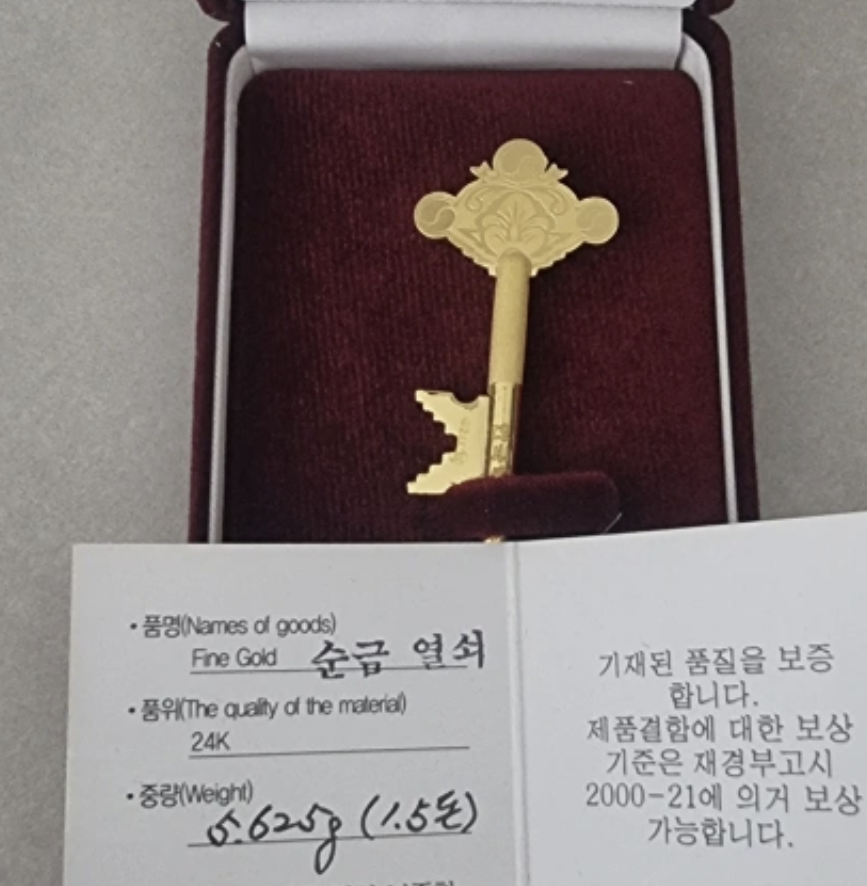 • 품명(Names of goods)
Fine Gold 순금 열쇠
• 품위(The quality of the material)
24K
• 중량(Weight)
5.625g (1.5돈)
기재된 품질을 보증
합니다.
제품결함에 대한 보상
기준은 재경부고시
2000-21에 의거 보상
가능합니다.